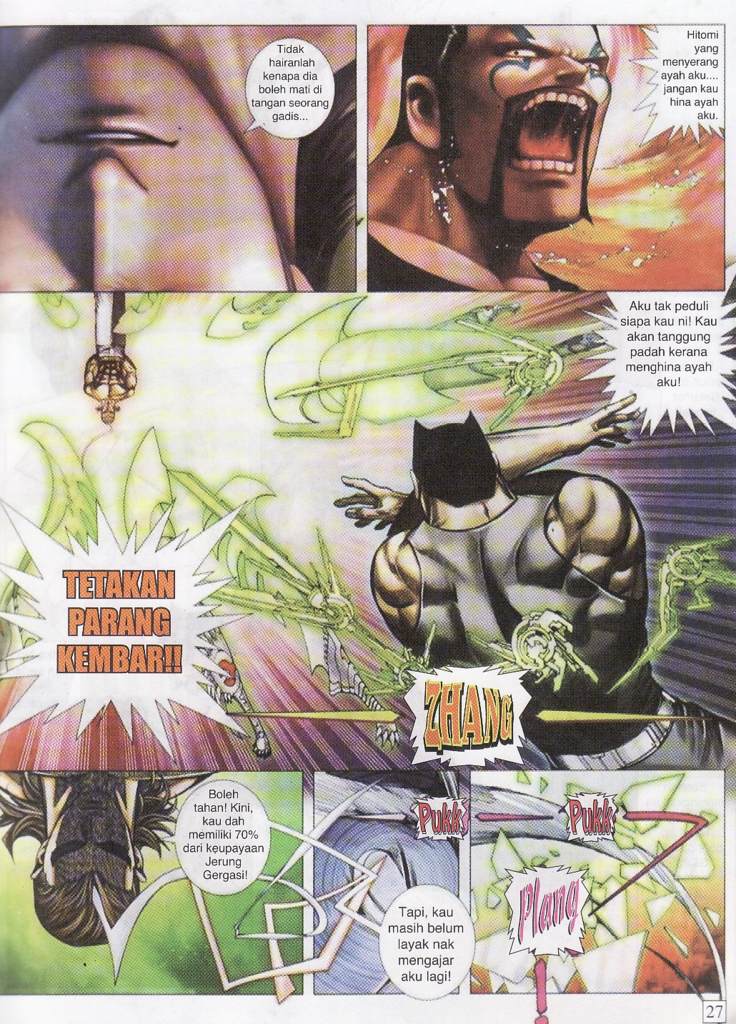 Tidak
hairanlah
kenapa dia
boleh mati di
tangan seorang
gadis...
Hitomi
yang
menyerang
ayah aku....
jangan kau
hina ayah
aku.
Aku tak peduli
siapa kau ni! Kau
akan tanggung
padah kerana
menghina ayah
aku!
TETAKAN
PARANG
KEMBAR!!
ZHANG
Boleh
tahan! Kini,
kau dah
memiliki 70%
dari keupayaan
Jerung
Gergasi!
Pukk
Tapi, kau
masih belum
layak nak
mengajar
aku lagi!
Pukk
Plang
27